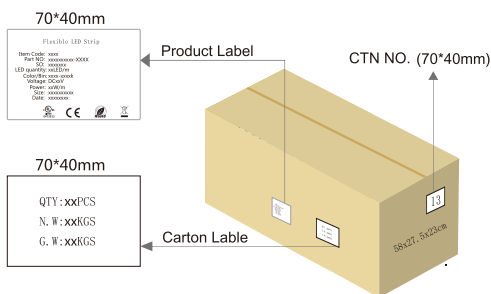 70*40mm
Flexible LED Strip
Item Code: xxxx
Part NO: xxxxxxxxxx-XXXX
SO: xxxxxxx
LED quantity: xxLED/m
Color/Bin: xxxx-xxxxk
Voltage: DCxxV
Power: xxW/m
Size: xxxxxxxxxx
Date: xxxxxxxx
Product Label
CTN NO. (70*40mm)
70*40mm
QTY:xxPCS
N.W:xxKGS
G.W:xxKGS
Carton Lable
13
58x27.5x23cm